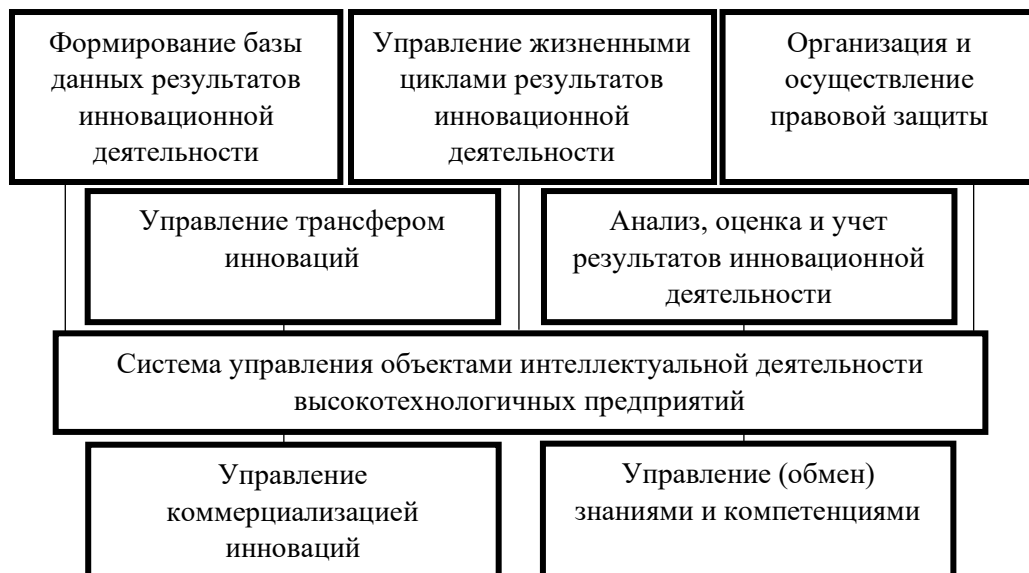 Формирование базы
данных результатов
инновационной
деятельности
Управление жизненными
циклами результатов
инновационной
деятельности
Организация и
осуществление
правовой защиты
Управление трансфером
инноваций
Анализ, оценка и учет
результатов инновационной
деятельности
Система управления объектами интеллектуальной деятельности
высокотехнологичных предприятий
Управление
коммерциализацией
инноваций
Управление (обмен)
знаниями и компетенциями